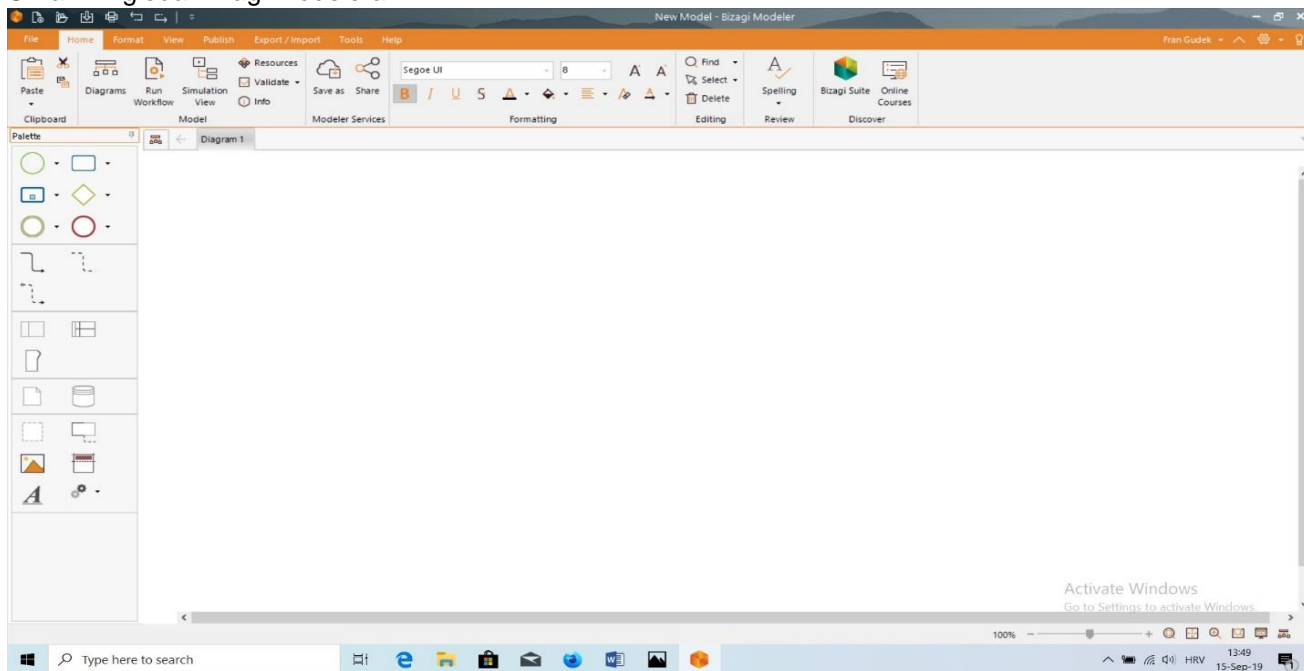 New Model - Bizagi Modeler
File Home Format View Publish Export / Import Tools Help Fran Gudek
Paste
Diagrams
Run Workflow
Simulation View
Resources
Validate
Info
Save as
Share
Segoe UI 8
B I U S A
A A
Find
Select
Delete
Spelling
Bizagi Suite
Online Courses
Clipboard Model Modeler Services Formatting Editing Review Discover
Palette
Diagram 1
A
Activate Windows
Go to Settings to activate Windows.
100%
Type here to search
HRV
13:49
15-Sep-19